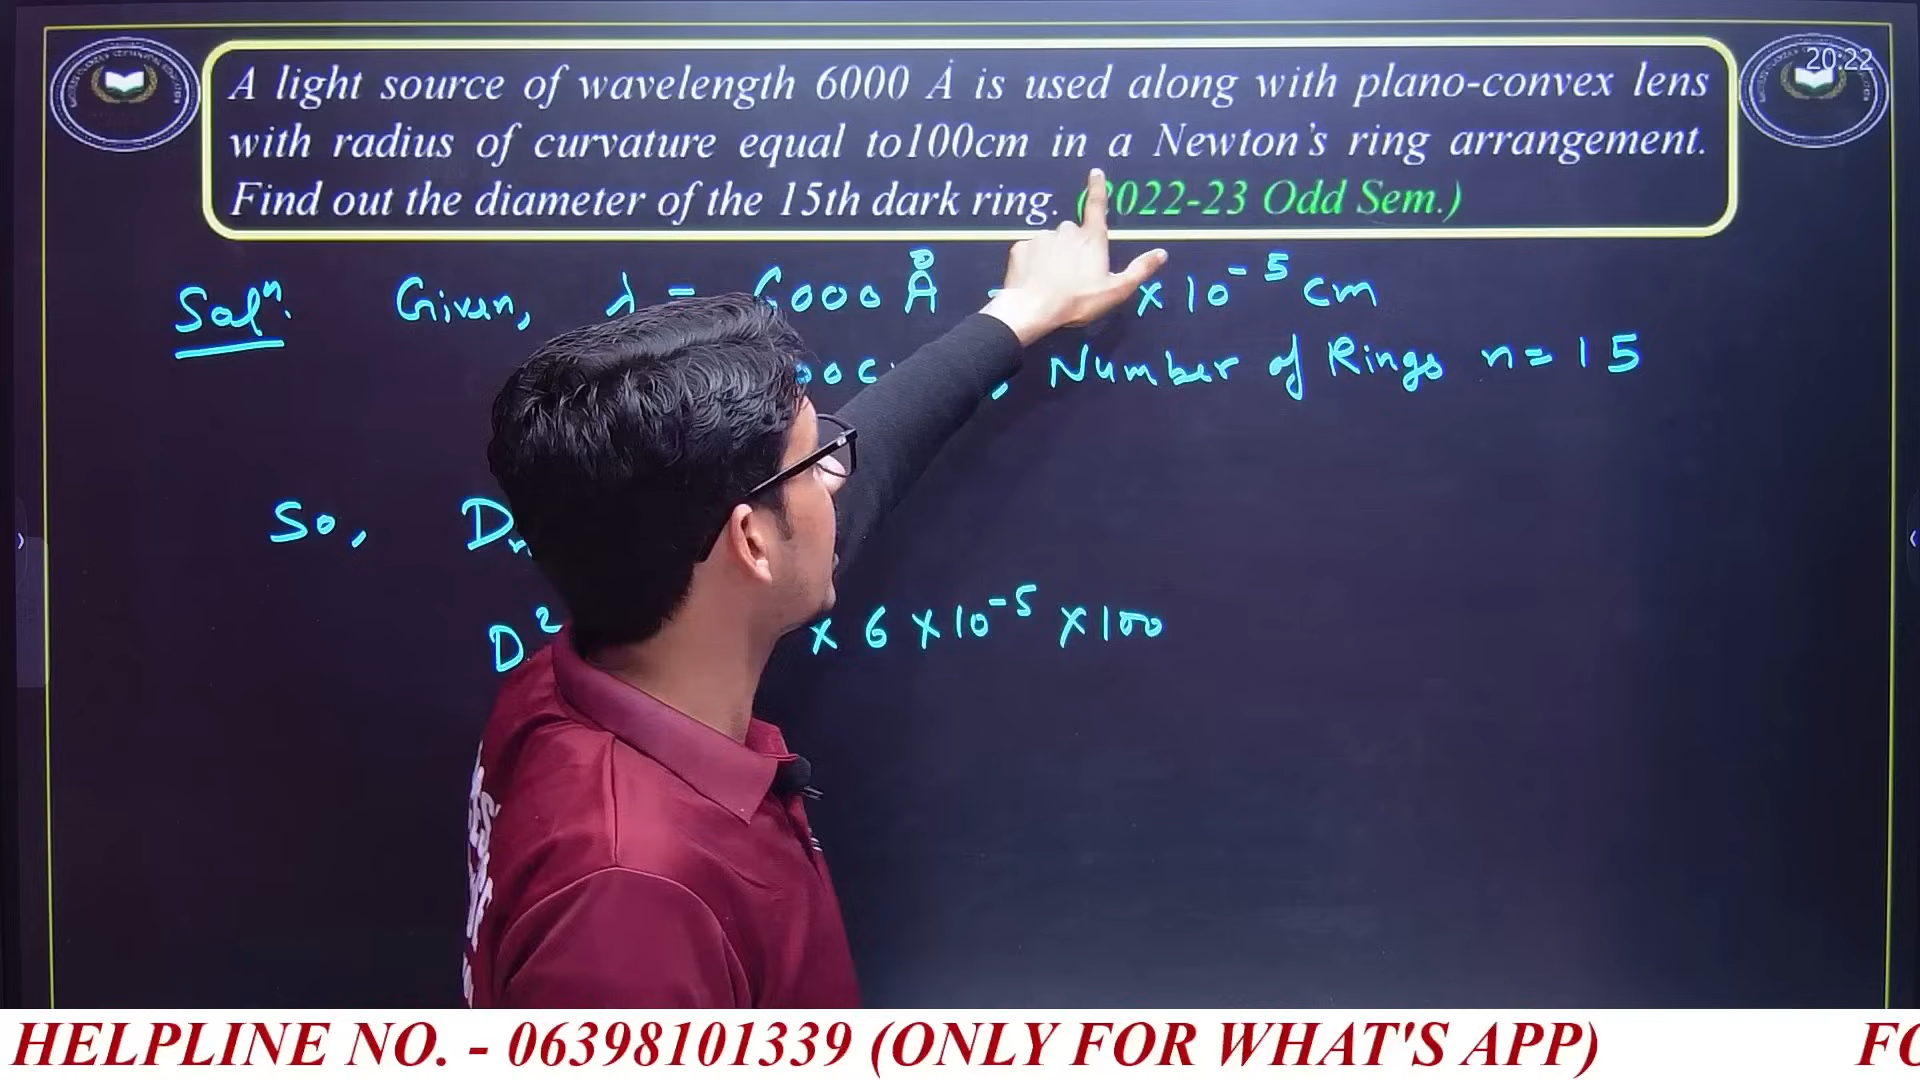 20:22
A light source of wavelength 6000 Å is used along with plano-convex lens
with radius of curvature equal to100cm in a Newton's ring arrangement.
Find out the diameter of the 15th dark ring. (2022-23 Odd Sem.)
Solⁿ. Given, λ = 6000 Å × 10⁻⁵ cm
, Number of Rings n = 15
So, Dₙ
D² × 6 × 10⁻⁵ × 100
HELPLINE NO. - 06398101339 (ONLY FOR WHAT'S APP)